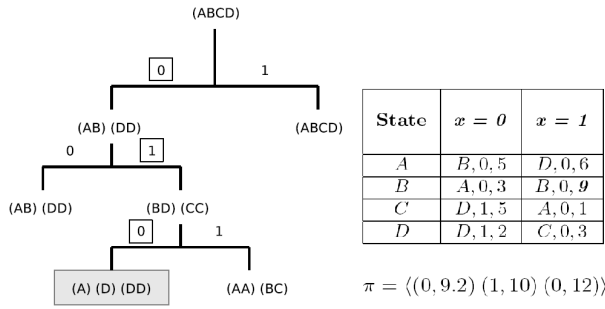 (ABCD)
0 1
(AB) (DD) (ABCD)
0 1
(AB) (DD) (BD) (CC)
0 1
(A) (D) (DD) (AA) (BC)
State x = 0 x = 1
A B, 0, 5 D, 0, 6
B A, 0, 3 B, 0, 9
C D, 1, 5 A, 0, 1
D D, 1, 2 C, 0, 3
π = ⟨(0, 9.2) (1, 10) (0, 12)⟩